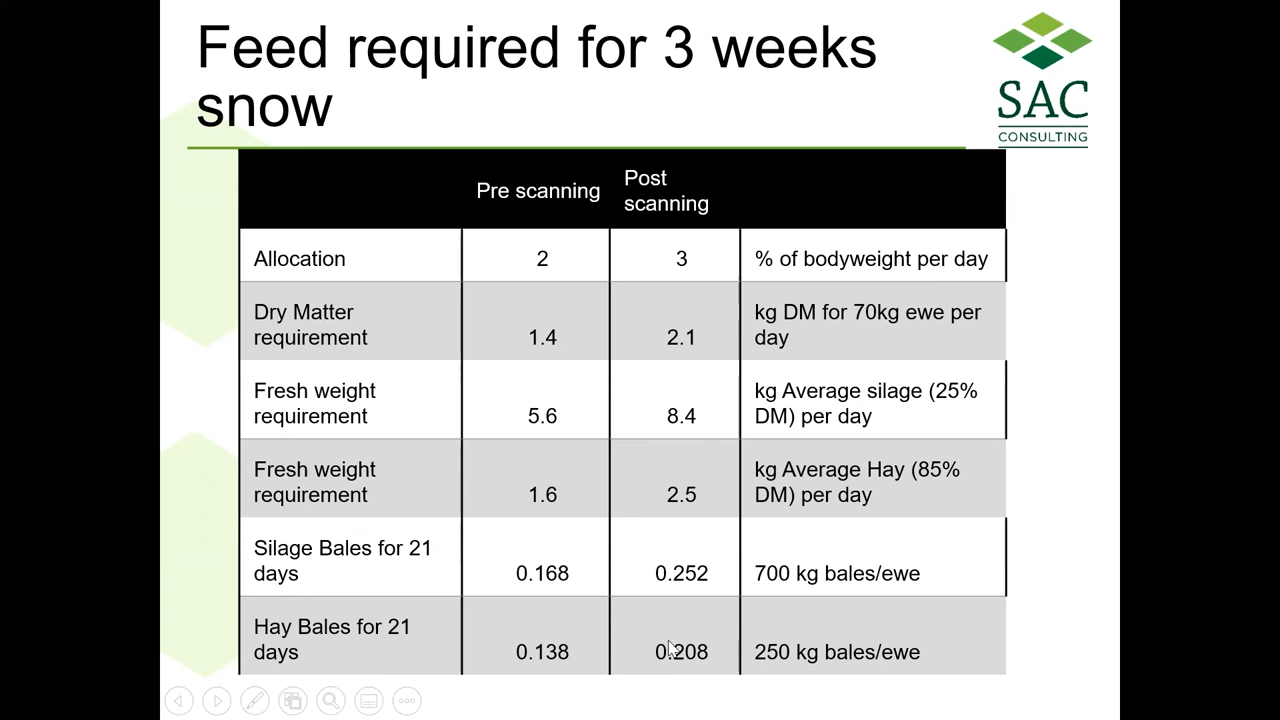 Feed required for 3 weeks
snow
SAC
CONSULTING
Pre scanning
Post
scanning
Allocation
2
3
% of bodyweight per day
Dry Matter
requirement
1.4
2.1
kg DM for 70kg ewe per
day
Fresh weight
requirement
5.6
8.4
kg Average silage (25%
DM) per day
Fresh weight
requirement
1.6
2.5
kg Average Hay (85%
DM) per day
Silage Bales for 21
days
0.168
0.252
700 kg bales/ewe
Hay Bales for 21
days
0.138
0.208
250 kg bales/ewe